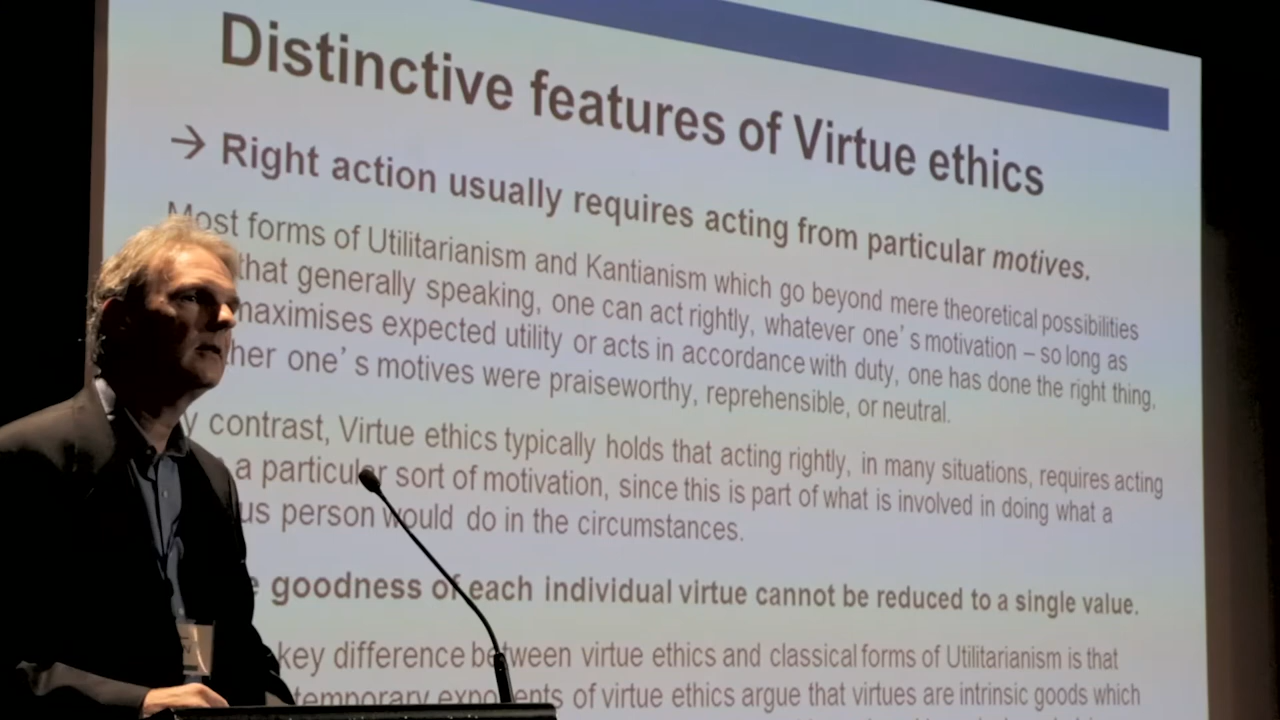 Distinctive features of Virtue ethics
→ Right action usually requires acting from particular motives.
Most forms of Utilitarianism and Kantianism which go beyond mere theoretical possibilities
that generally speaking, one can act rightly, whatever one’s motivation – so long as
maximises expected utility or acts in accordance with duty, one has done the right thing,
her one’s motives were praiseworthy, reprehensible, or neutral.
y contrast, Virtue ethics typically holds that acting rightly, in many situations, requires acting
a particular sort of motivation, since this is part of what is involved in doing what a
us person would do in the circumstances.
e goodness of each individual virtue cannot be reduced to a single value.
key difference between virtue ethics and classical forms of Utilitarianism is that
temporary exponents of virtue ethics argue that virtues are intrinsic goods which